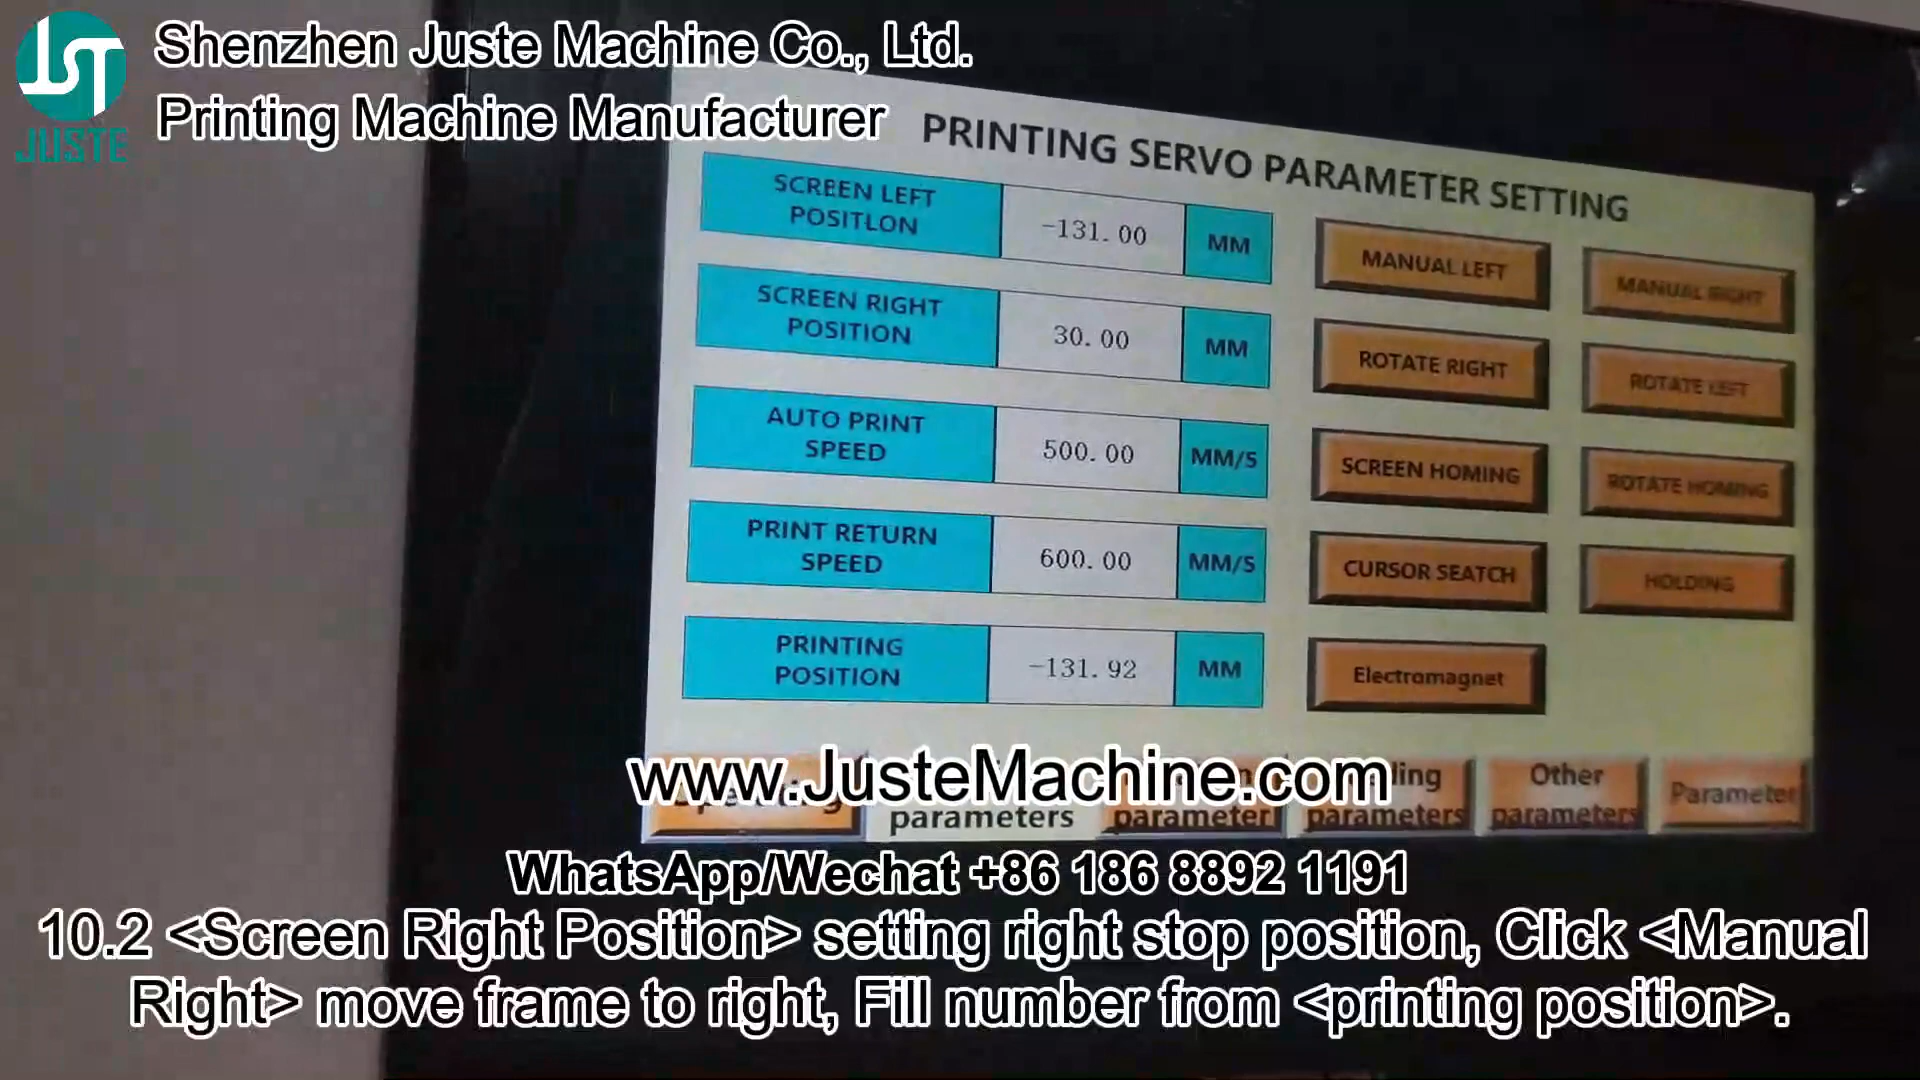 JUSTE
Shenzhen Juste Machine Co., Ltd.
Printing Machine Manufacturer
PRINTING SERVO PARAMETER SETTING
SCREEN LEFT
POSITLON
-131.00
MM
MANUAL LEFT
MANUAL RIGHT
SCREEN RIGHT
POSITION
30.00
MM
ROTATE RIGHT
ROTATE LEFT
AUTO PRINT
SPEED
500.00
MM/S
SCREEN HOMING
ROTATE HOMING
PRINT RETURN
SPEED
600.00
MM/S
CURSOR SEATCH
HOLDING
PRINTING
POSITION
-131.92
MM
Electromagnet
www.JusteMachine.com
parameters
parameter
parameters
Other
parameters
Parameter
WhatsApp/Wechat +86 186 8892 1191
10.2 <Screen Right Position> setting right stop position, Click <Manual
Right> move frame to right, Fill number from <printing position>.